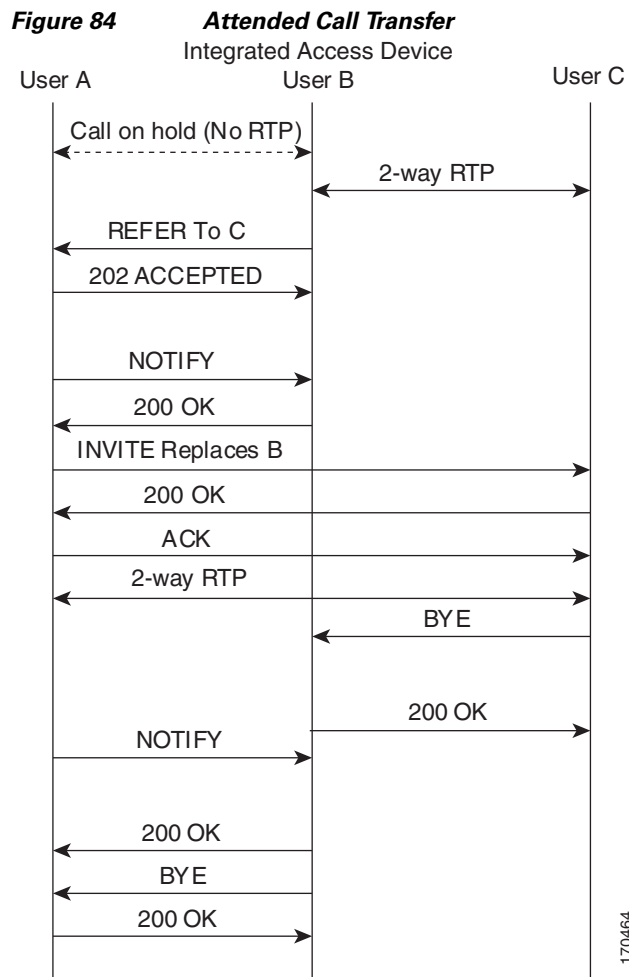 Figure 84 Attended Call Transfer
Integrated Access Device
User A User B User C
Call on hold (No RTP)
2-way RTP
REFER To C
202 ACCEPTED
NOTIFY
200 OK
INVITE Replaces B
200 OK
ACK
2-way RTP
BYE
200 OK
NOTIFY
200 OK
BYE
200 OK
170464